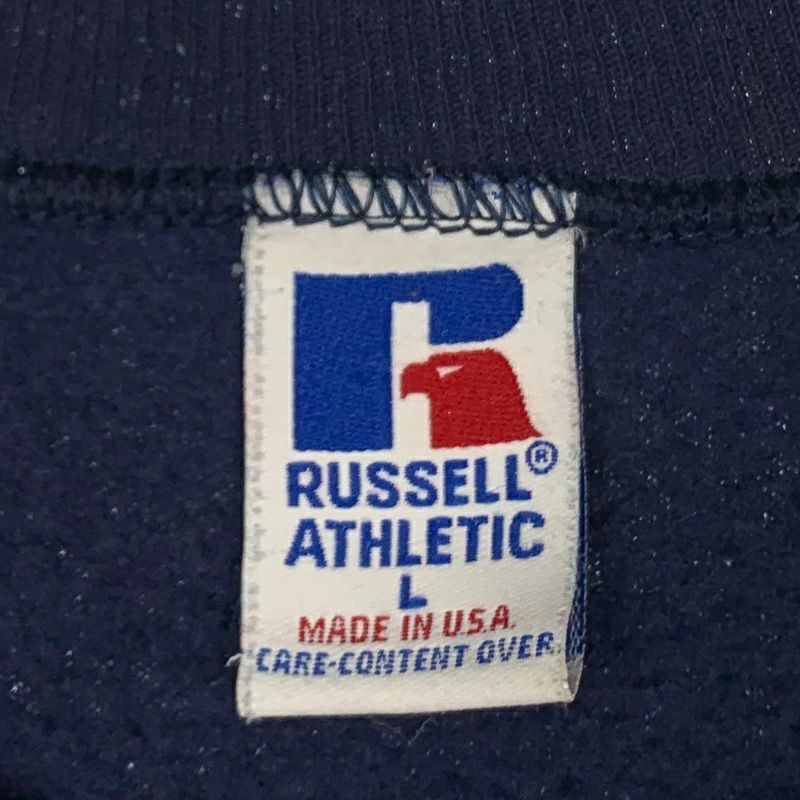 RUSSELL®
ATHLETIC
L
MADE IN U.S.A.
CARE-CONTENT OVER